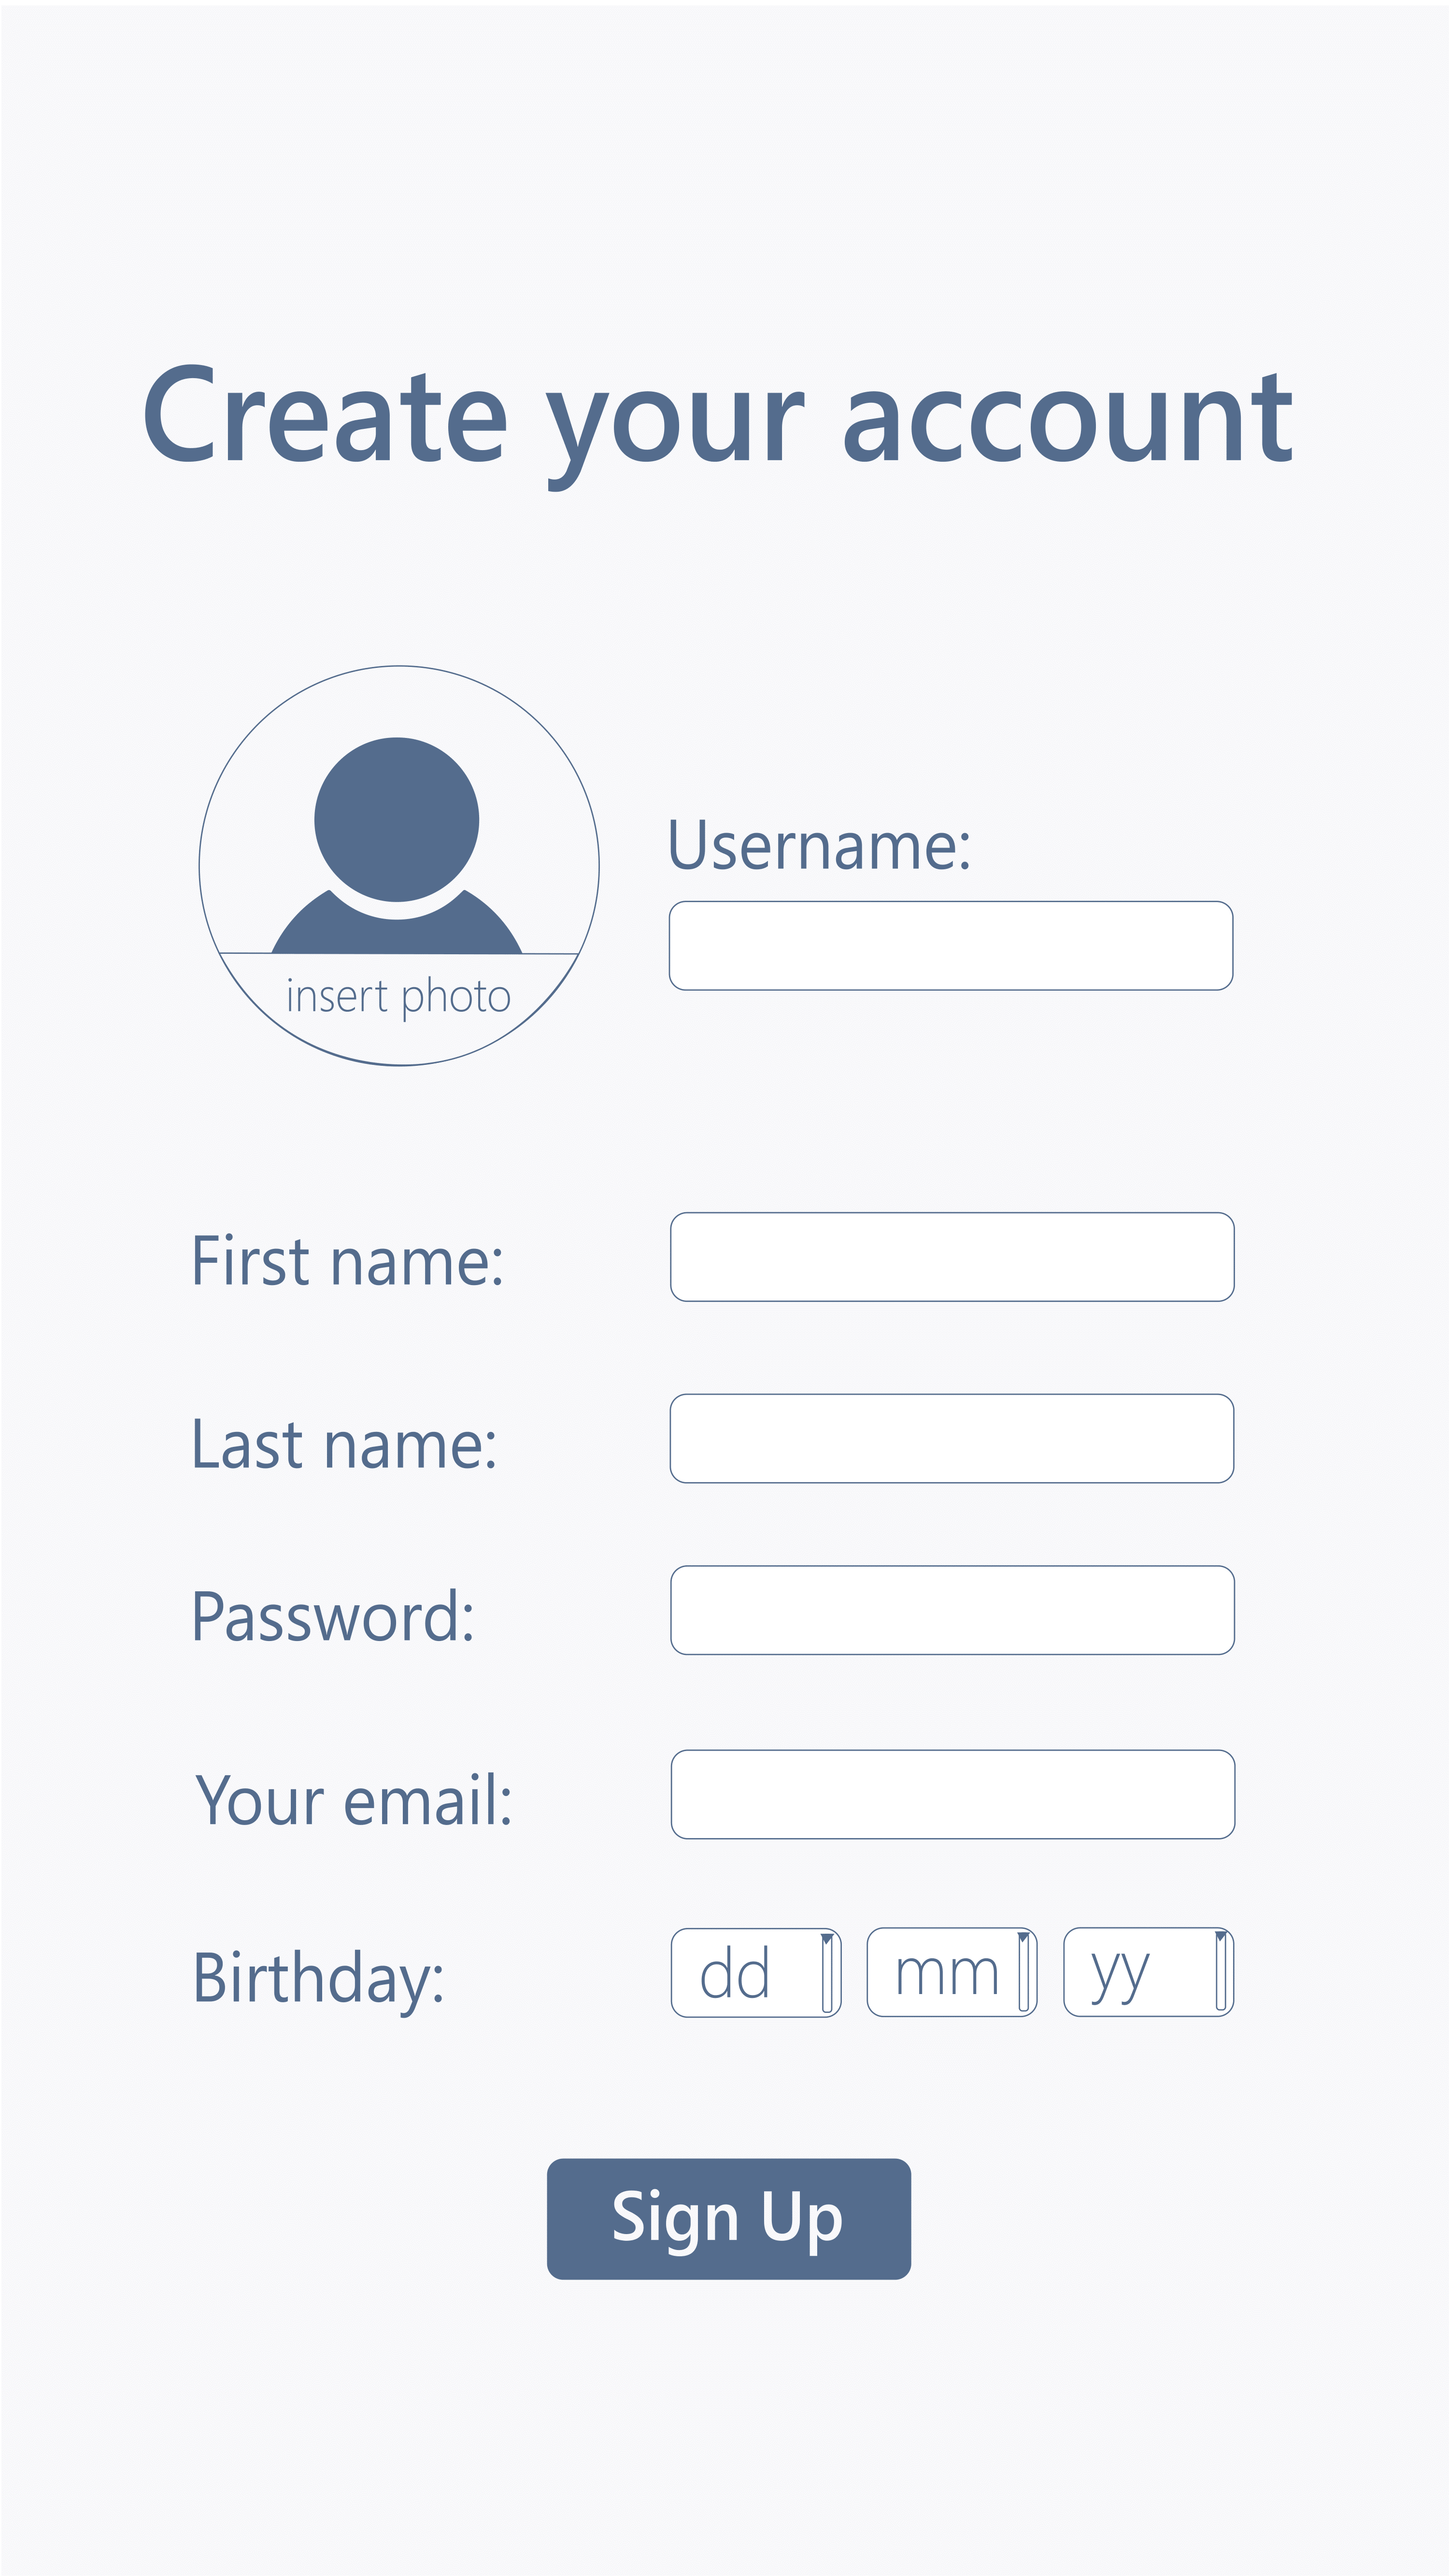 Create your account
Username:
insert photo
First name:
Last name:
Password:
Your email:
Birthday: dd mm yy
Sign Up